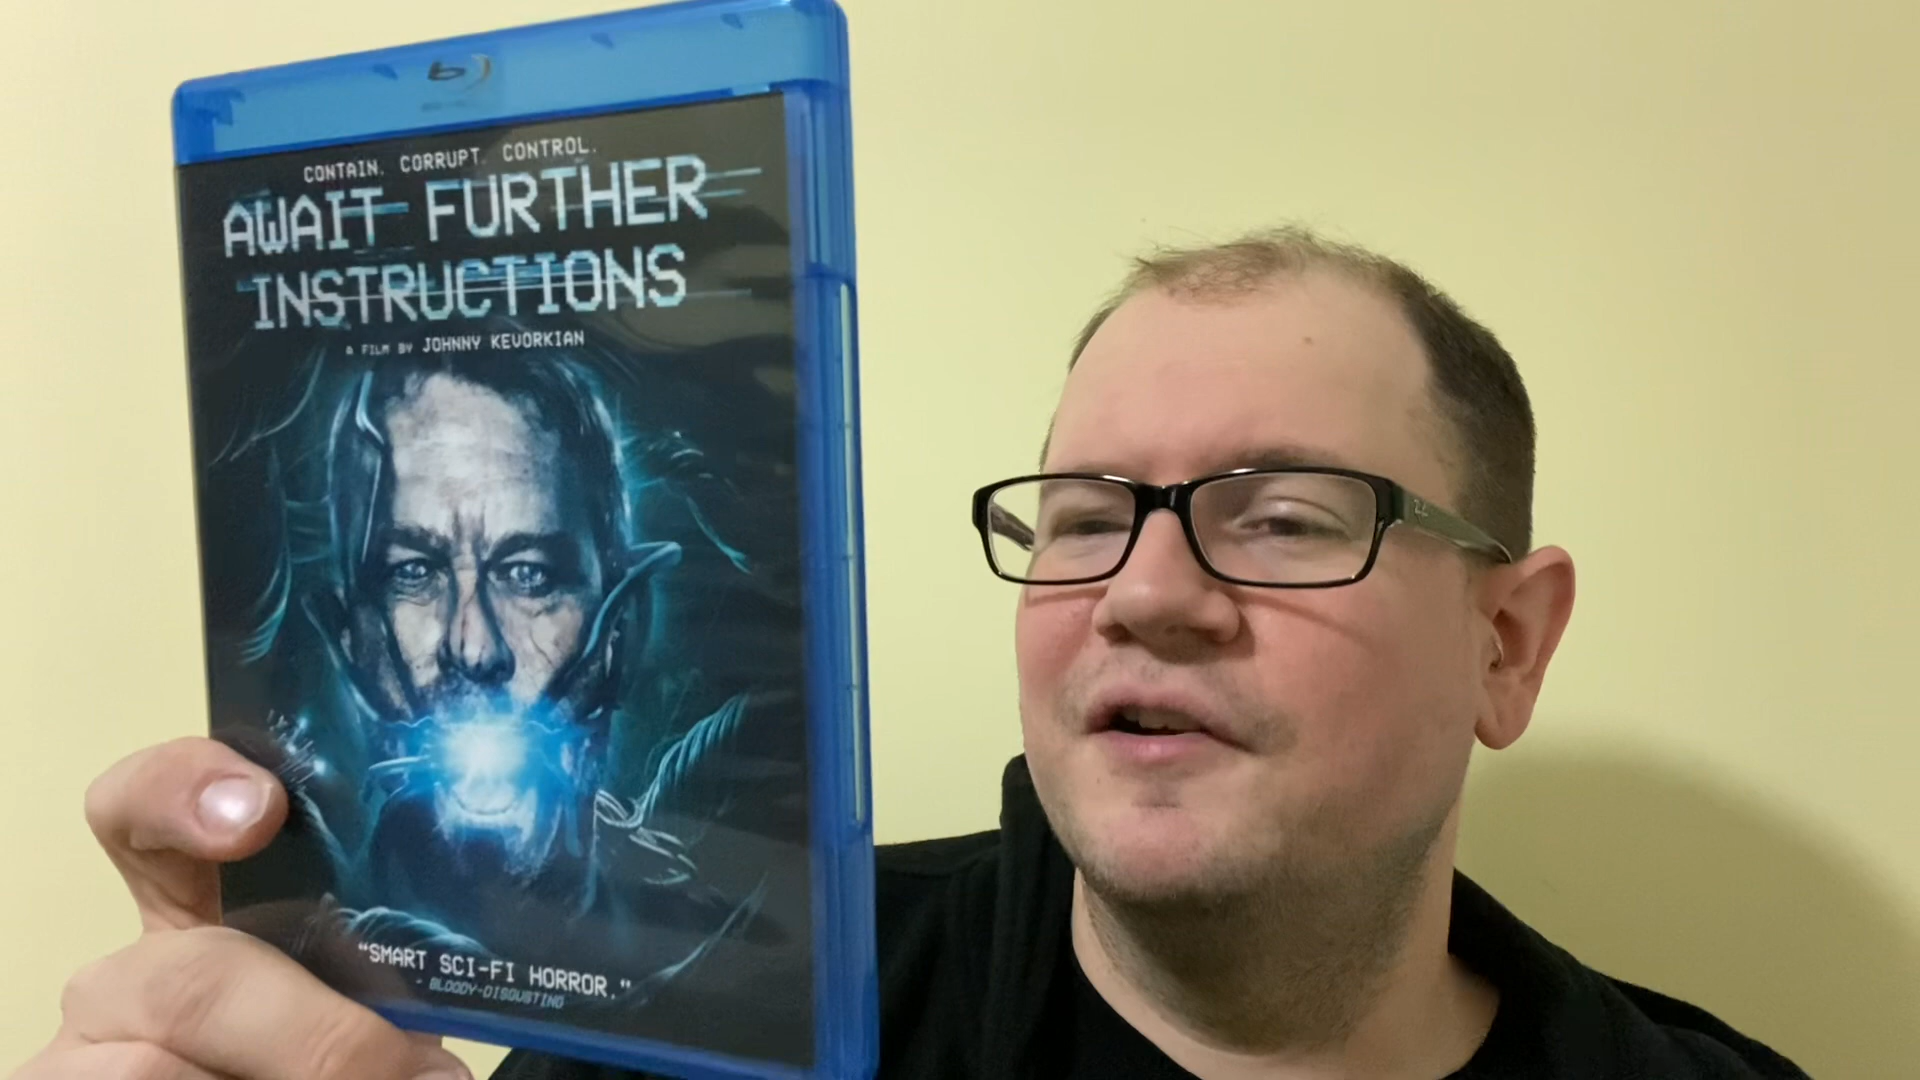 CONTAIN. CORRUPT. CONTROL.
AWAIT FURTHER
INSTRUCTIONS
A FILM BY JOHNNY KEVORKIAN
“SMART SCI-FI HORROR.”
- BLOODY-DISGUSTING